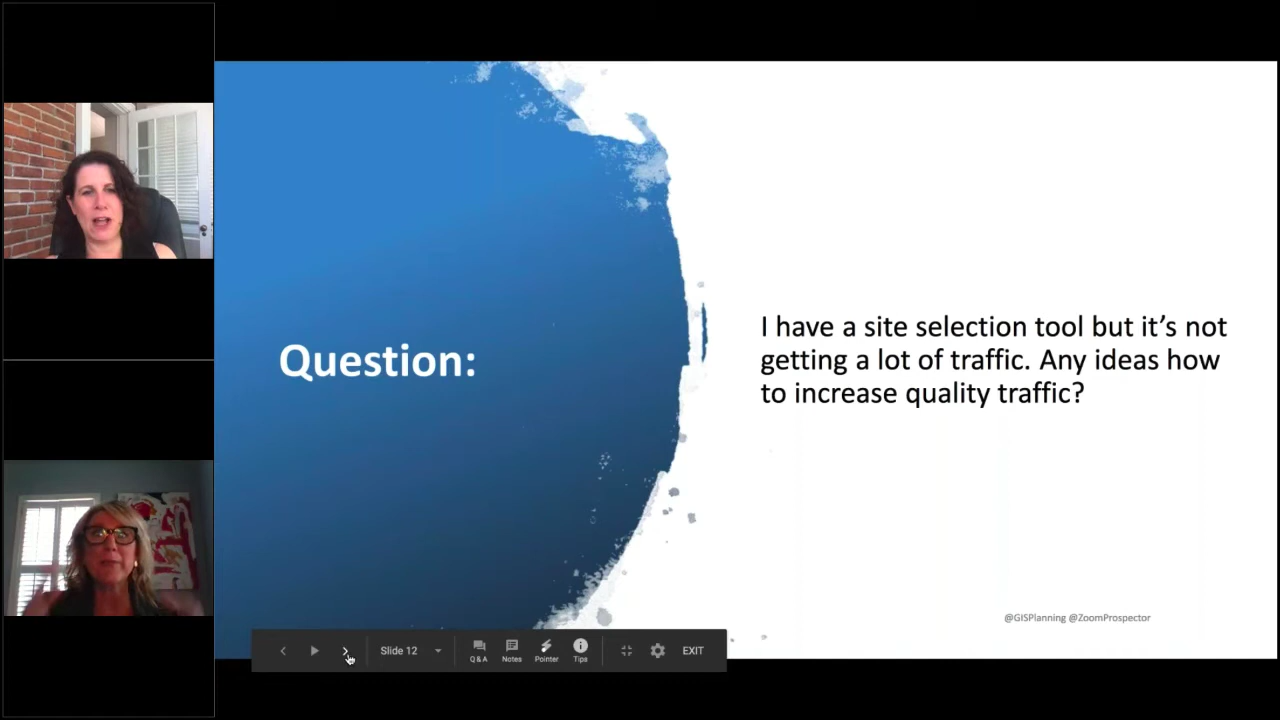 Question:
I have a site selection tool but it’s not
getting a lot of traffic. Any ideas how
to increase quality traffic?
@GISPlanning @ZoomProspector
Slide 12
Q & A
Notes
Pointer
Tips
EXIT